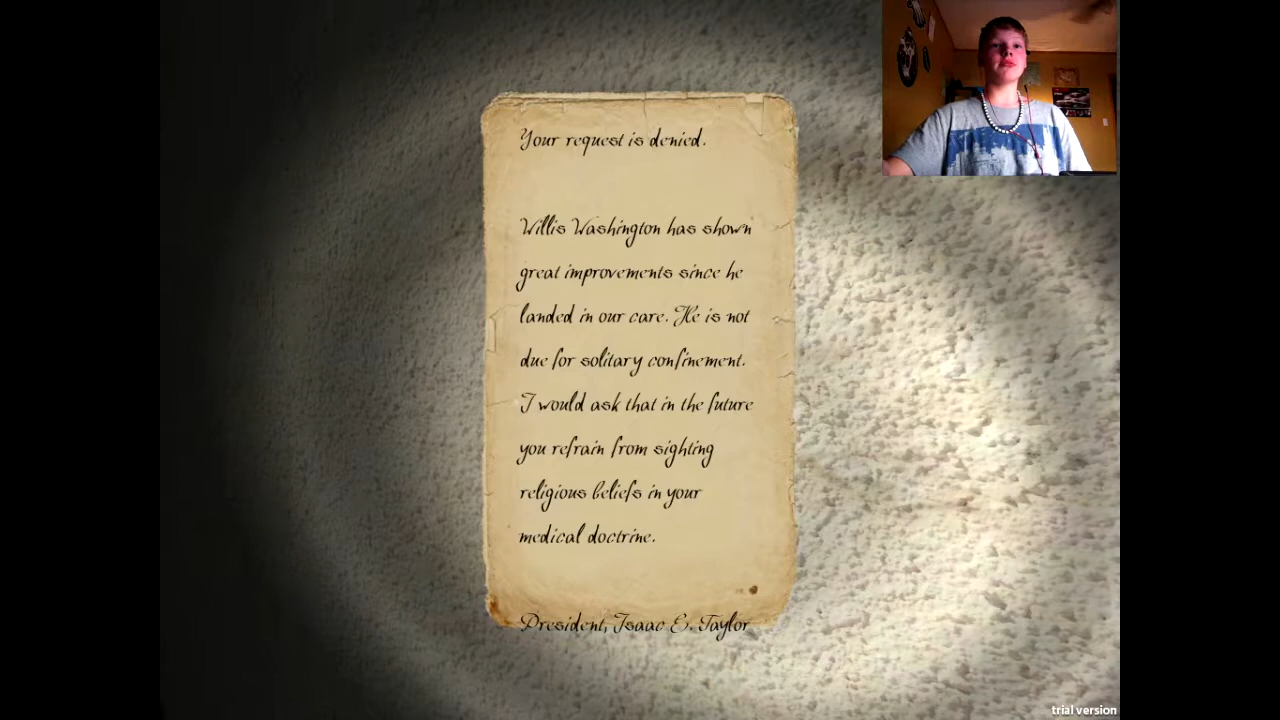 Your request is denied.
Willis Washington has shown
great improvements since he
landed in our care. He is not
due for solitary confinement.
I would ask that in the future
you refrain from sighting
religious beliefs in your
medical doctrine.
President, Isaac E. Taylor
trial version